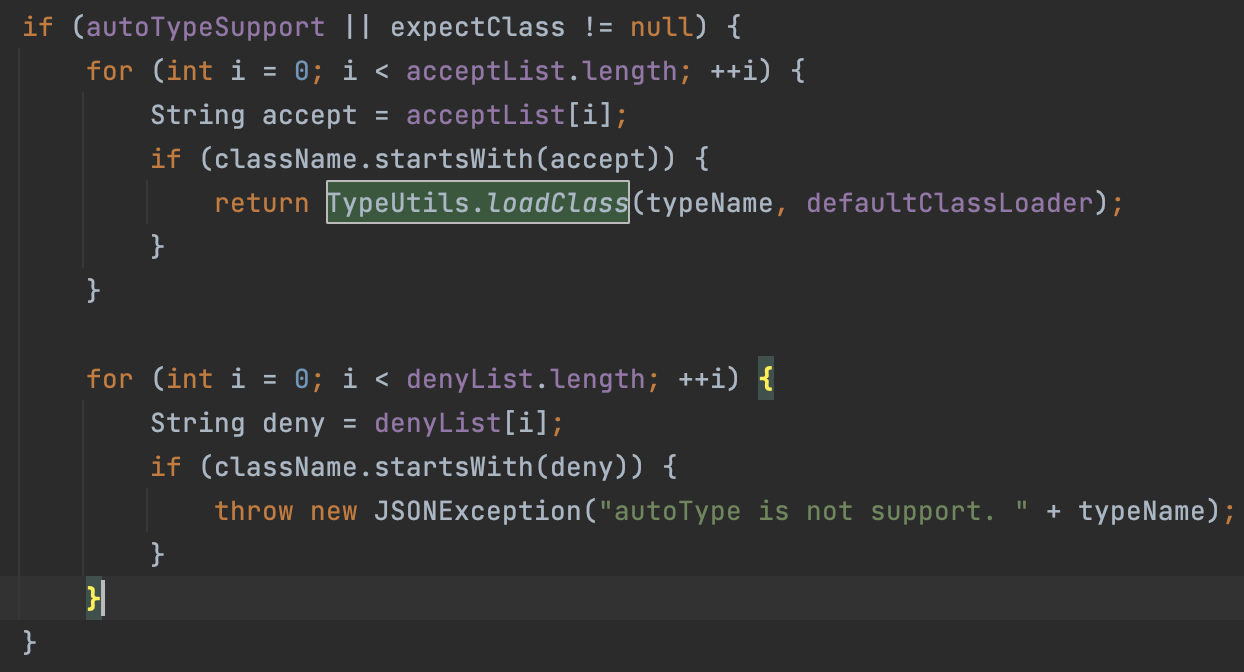 if (autoTypeSupport || expectClass != null) {
    for (int i = 0; i < acceptList.length; ++i) {
        String accept = acceptList[i];
        if (className.startsWith(accept)) {
            return TypeUtils.loadClass(typeName, defaultClassLoader);
        }
    }

    for (int i = 0; i < denyList.length; ++i) {
        String deny = denyList[i];
        if (className.startsWith(deny)) {
            throw new JSONException("autoType is not support. " + typeName);
        }
    }
}